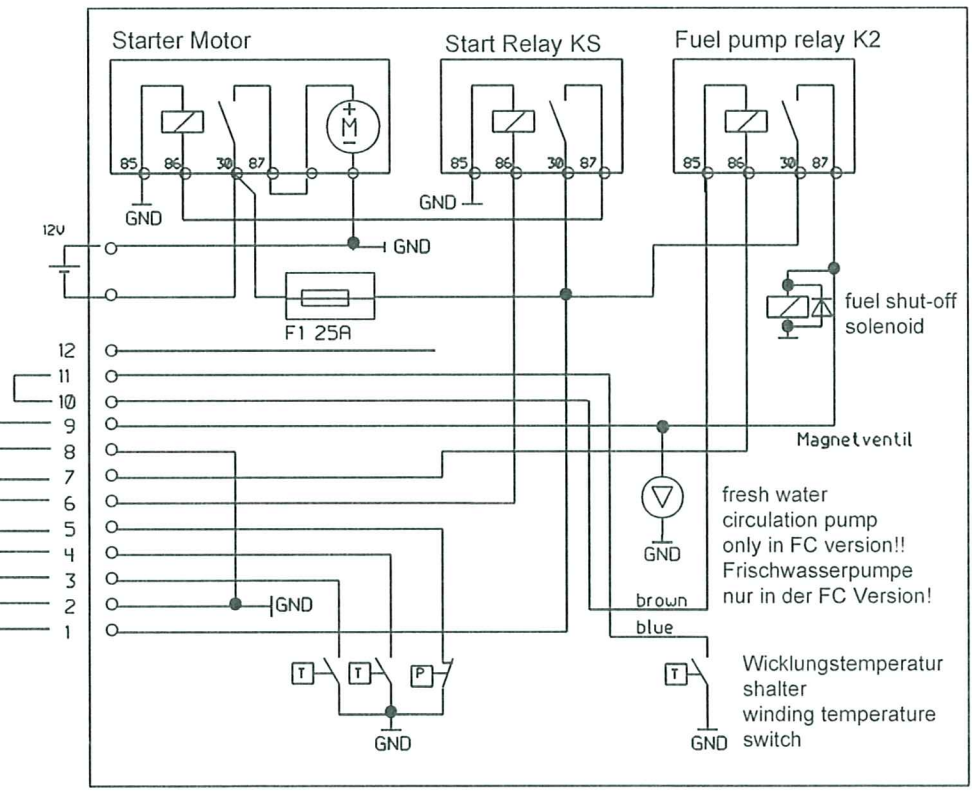 Starter Motor
Start Relay KS
Fuel pump relay K2
+
M
85 86 30 87
85 86 30 87
85 86 30 87
GND
GND
12V
GND
F1 25A
fuel shut-off
solenoid
12
11
10
9
8
7
6
5
4
3
2
1
Magnetventil
fresh water
circulation pump
only in FC version!!
Frischwasserpumpe
nur in der FC Version!
GND
GND
brown
blue
T
T
P
T
GND
GND
Wicklungstemperatur
shalter
winding temperature
switch